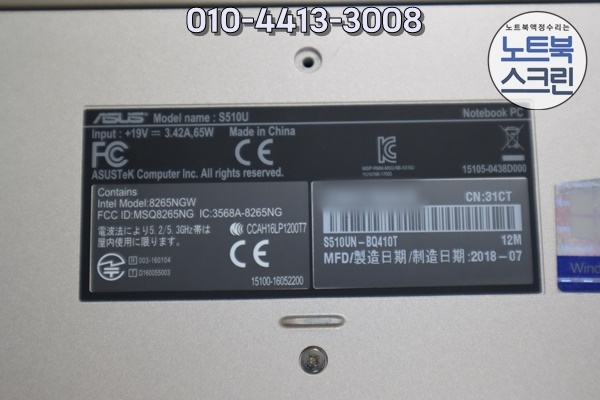 010-4413-3008
노트북액정수리는
노트북
스크린
ASUS Model name : S510U
Notebook PC
Input : +19V ⎓ 3.42A,65W Made in China
FC CE
ASUSTeK Computer Inc. All rights reserved.
15105-0438D000
Contains
Intel Model:8265NGW
FCC ID:MSQ8265NG IC:3568A-8265NG
電波法により5.2/5.3GHz帯は
屋内使用に限ります.
CCAH16LP1200T7
CE
R 003-160104
T D160055003
15100-16052200
CN:31CT
S510UN-BQ410T
12M
MFD/製造日期/制造日期:2018-07